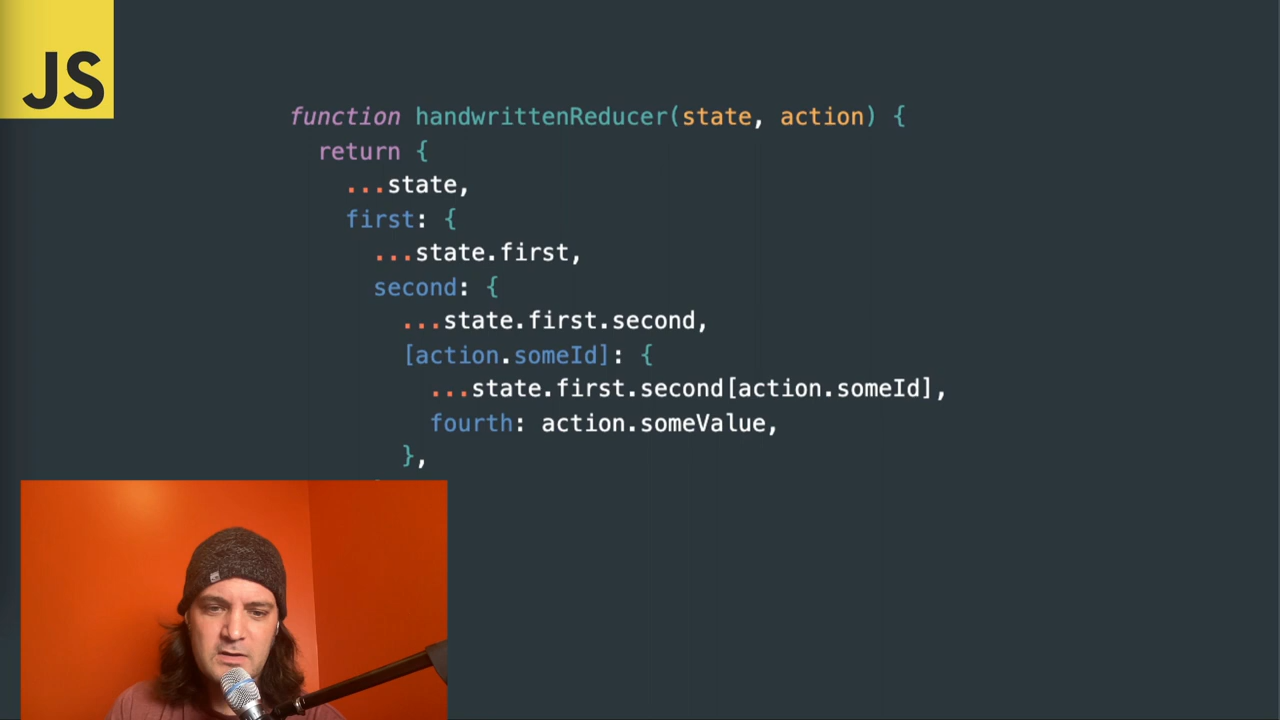 JS
function handwrittenReducer(state, action) {
return {
...state,
first: {
...state.first,
second: {
...state.first.second,
[action.someId]: {
...state.first.second[action.someId],
fourth: action.someValue,
},